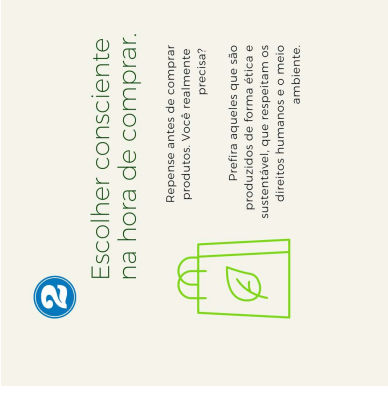 2
Escolher consciente
na hora de comprar.
Repense antes de comprar
produtos. Você realmente
precisa?
Prefira aqueles que são
produzidos de forma ética e
sustentável, que respeitam os
direitos humanos e o meio
ambiente.